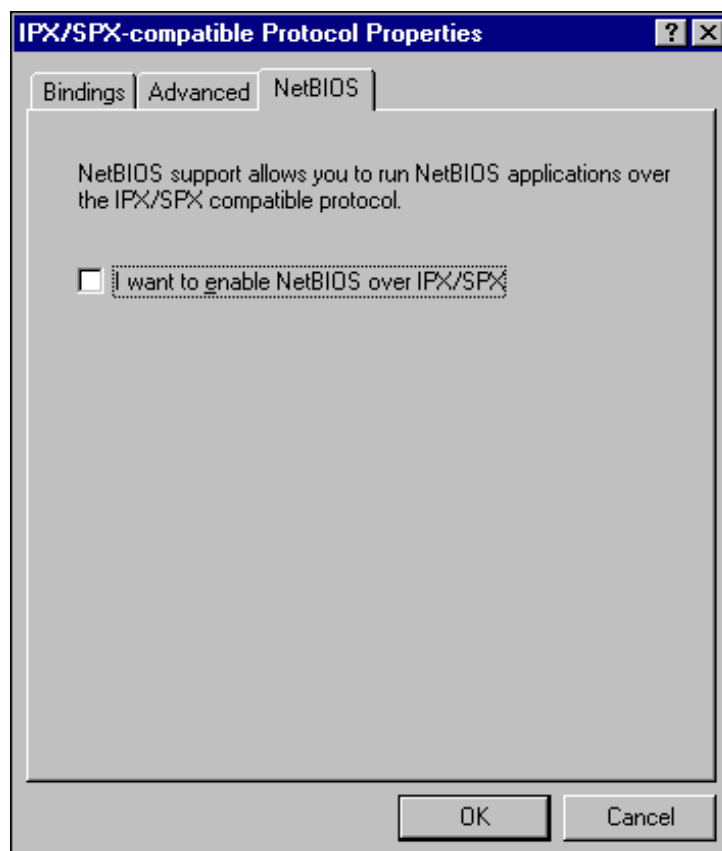 IPX/SPX-compatible Protocol Properties
Bindings Advanced NetBIOS
NetBIOS support allows you to run NetBIOS applications over
the IPX/SPX compatible protocol.
I want to enable NetBIOS over IPX/SPX
OK Cancel